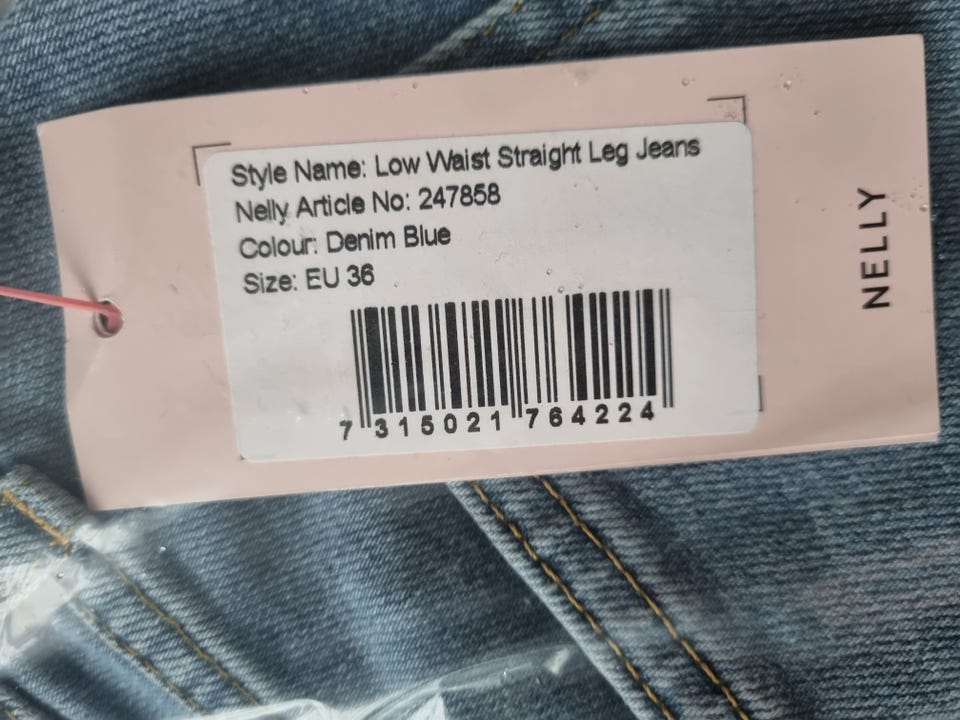 Style Name: Low Waist Straight Leg Jeans
Nelly Article No: 247858
Colour: Denim Blue
Size: EU 36
7 315021 764224
NELLY